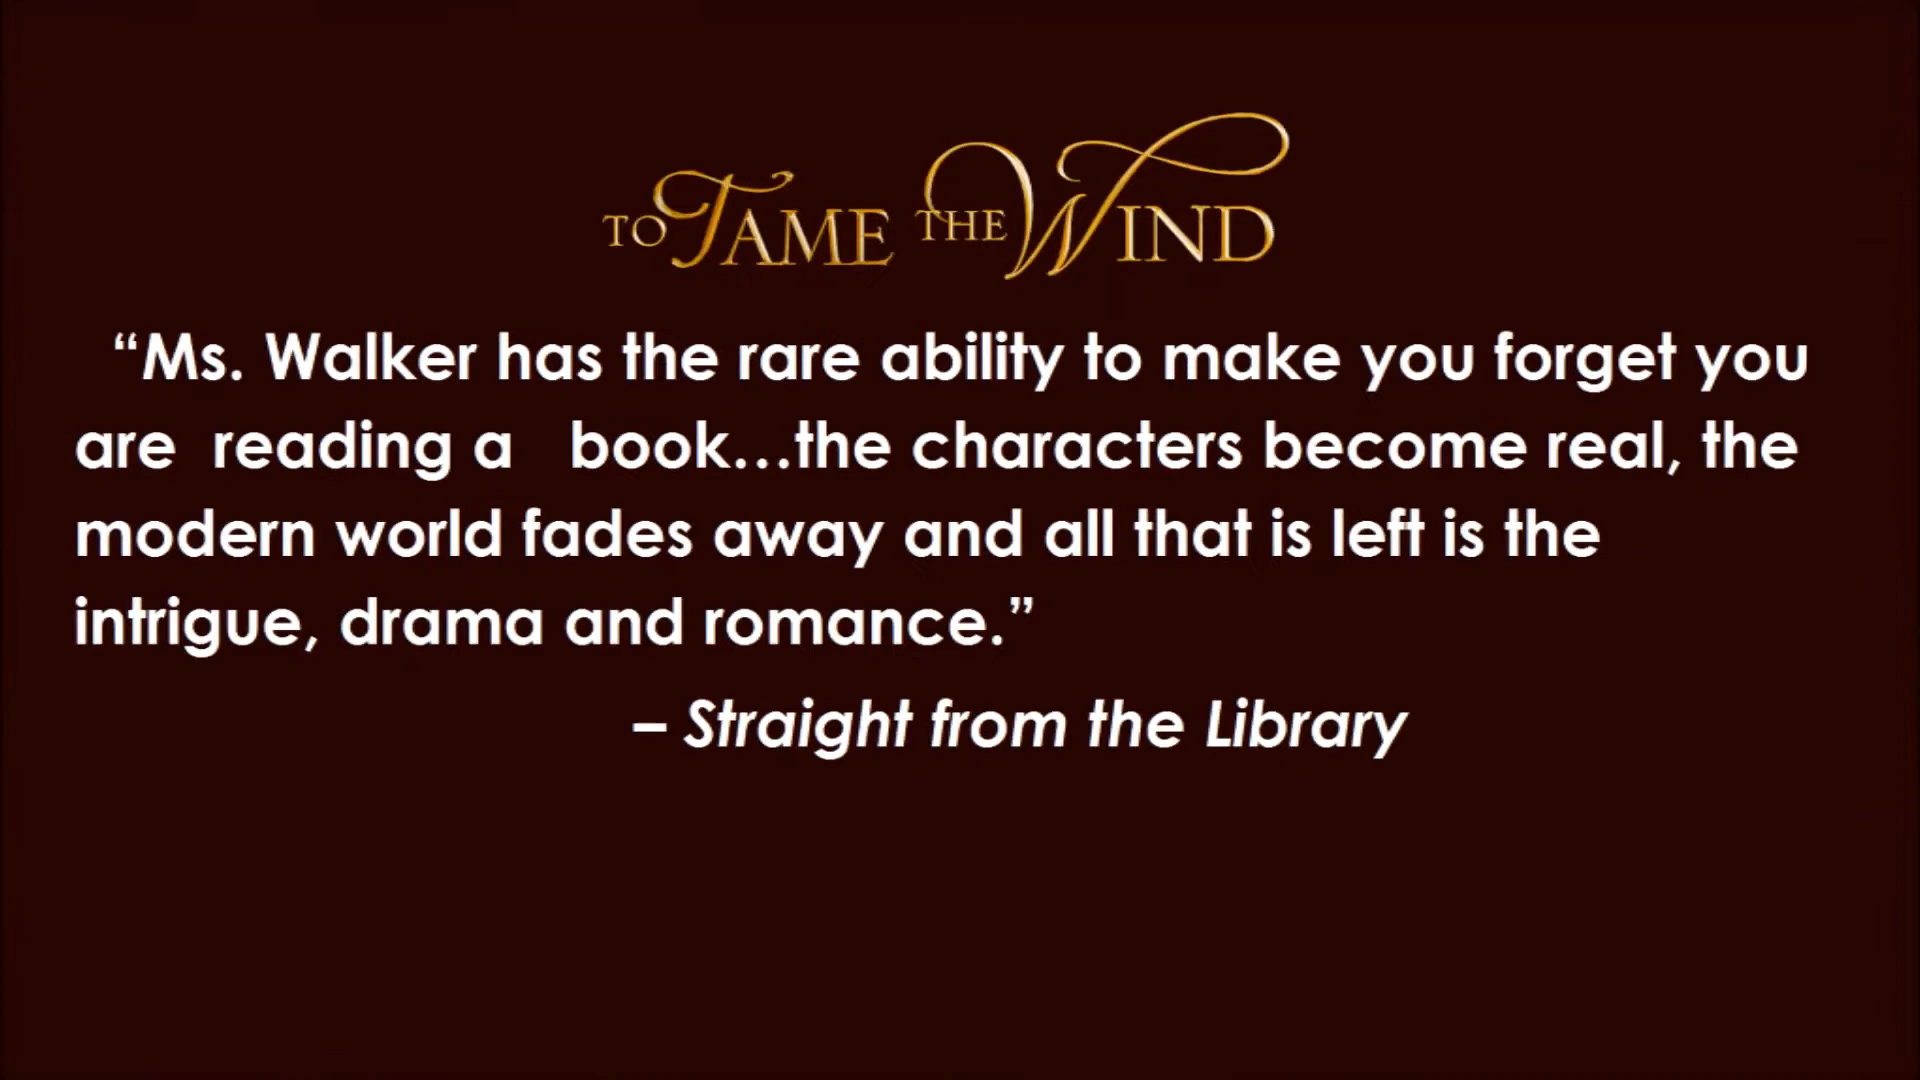 TO TAME THE WIND
“Ms. Walker has the rare ability to make you forget you
are reading a book…the characters become real, the
modern world fades away and all that is left is the
intrigue, drama and romance.”
– Straight from the Library